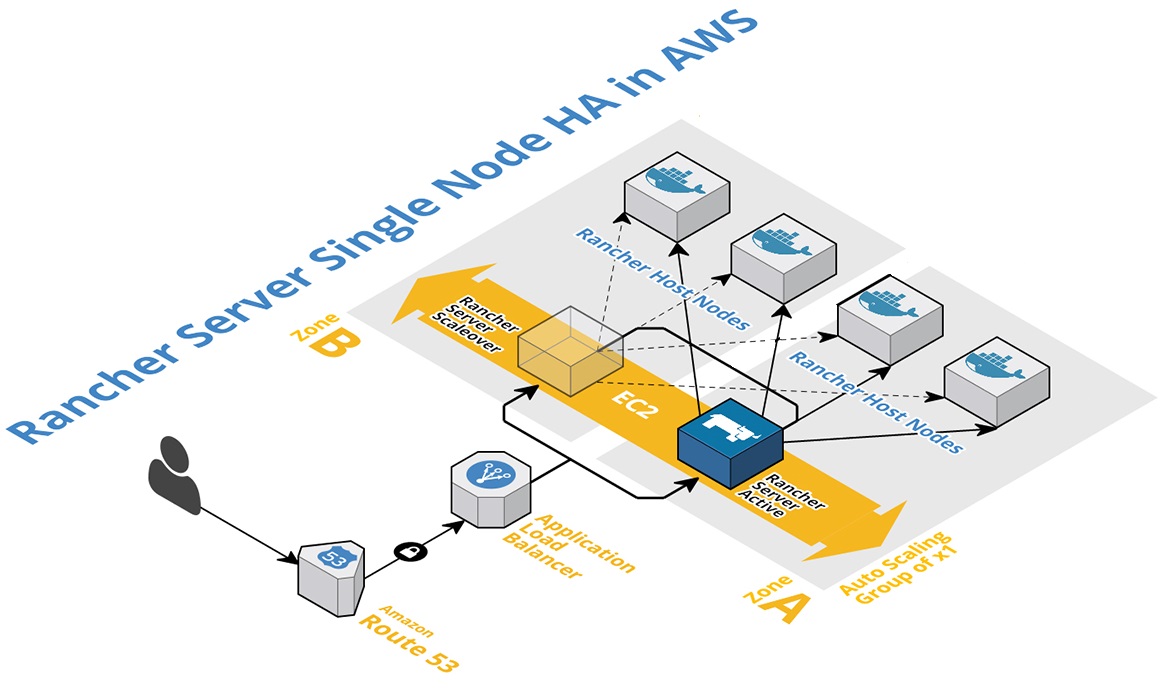 Rancher Server Single Node HA in AWS
Zone
B
Rancher
Server
Scaleover
Rancher Host Nodes
Rancher Host Nodes
EC2
Rancher
Server
Active
Auto Scaling
Group of x1
Zone
A
Application
Load
Balancer
53
Amazon
Route 53